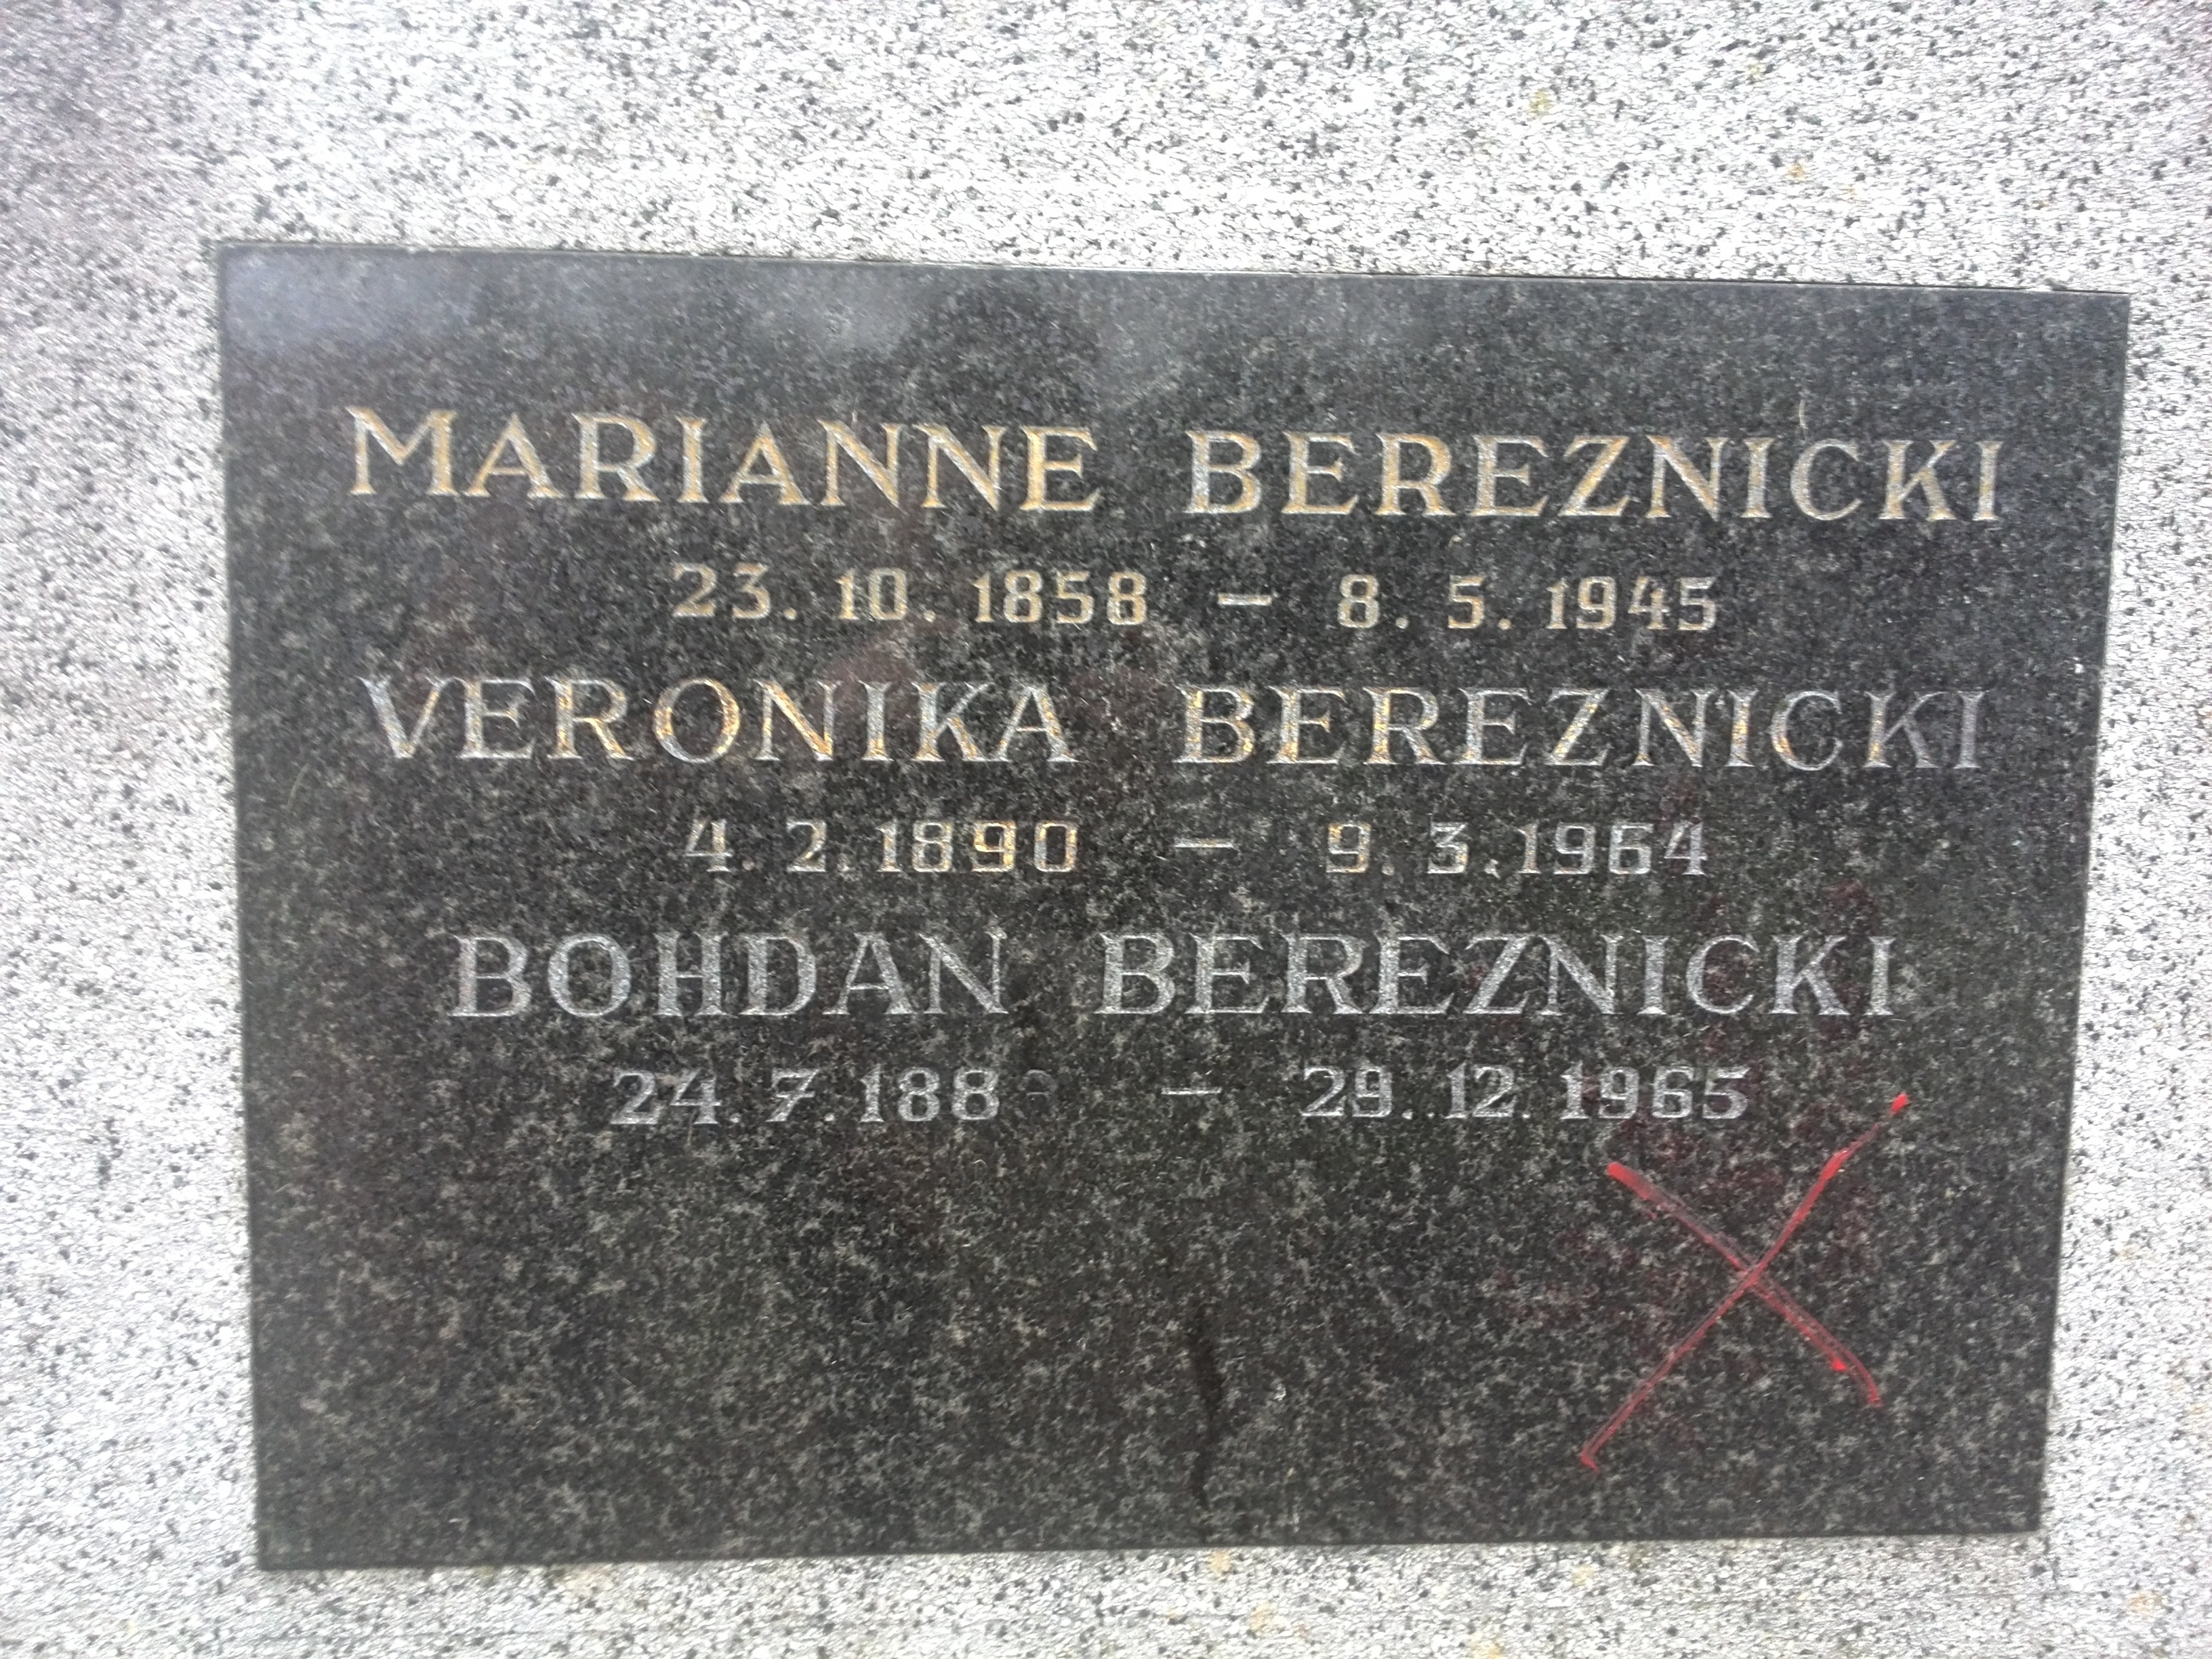 MARIANNE BEREZNICKI
23. 10. 1858 – 8. 5. 1945
VERONIKA BEREZNICKI
4. 2. 1890 – 9. 3. 1964
BOHDAN BEREZNICKI
24. 7. – 29. 12. 1965